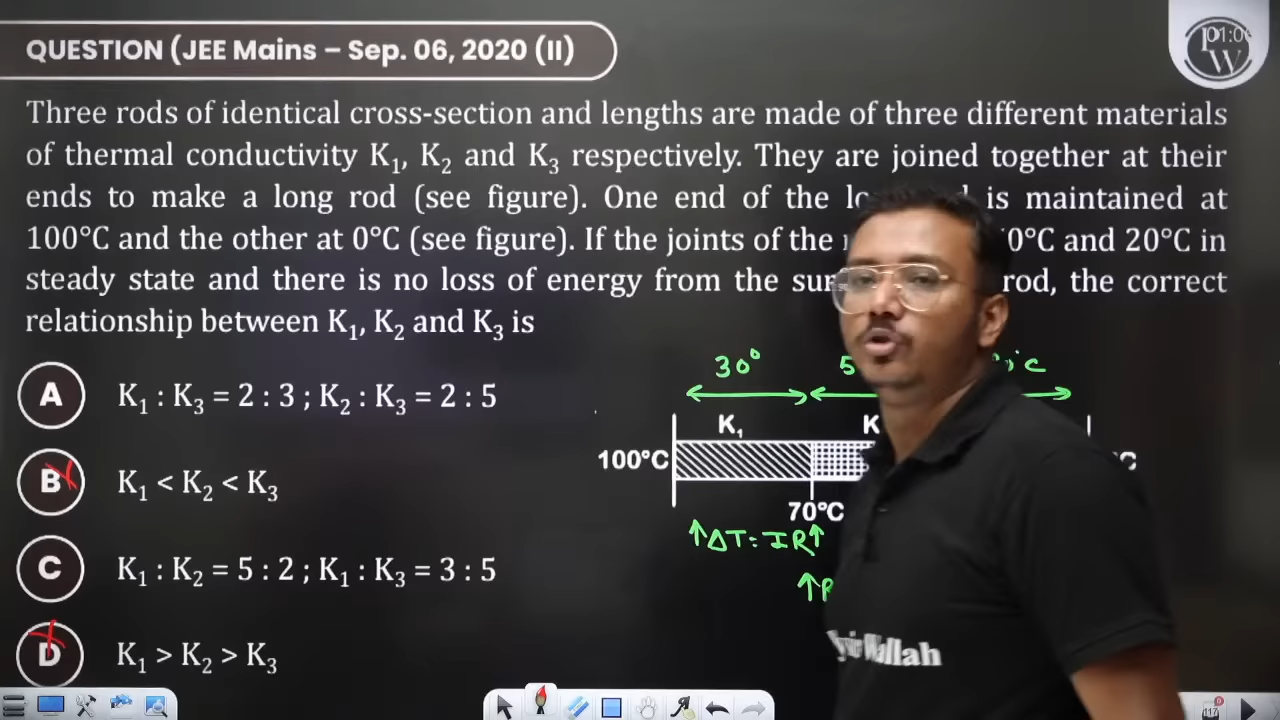 QUESTION (JEE Mains – Sep. 06, 2020 (II)
Three rods of identical cross-section and lengths are made of three different materials
of thermal conductivity K₁, K₂ and K₃ respectively. They are joined together at their
ends to make a long rod (see figure). One end of the is maintained at
100°C and the other at 0°C (see figure). If the joints of the 0°C and 20°C in
steady state and there is no loss of energy from the rod, the correct
relationship between K₁, K₂ and K₃ is
A K₁ : K₃ = 2 : 3 ; K₂ : K₃ = 2 : 5
B K₁ < K₂ < K₃
C K₁ : K₂ = 5 : 2 ; K₁ : K₃ = 3 : 5
D K₁ > K₂ > K₃
30° 5 c
K₁ K
100°C
70°C
↑ΔT = IR↑
↑R
Wallah
PW